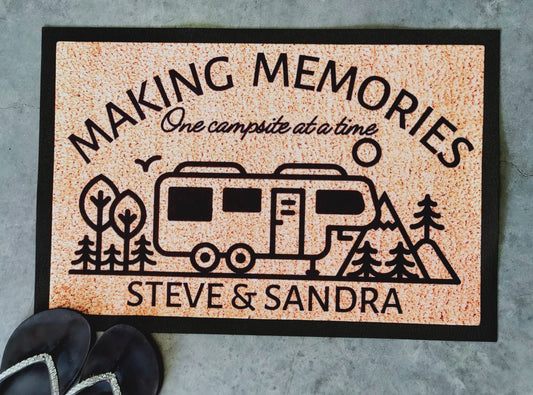 MAKING MEMORIES
One campsite at a time
STEVE & SANDRA